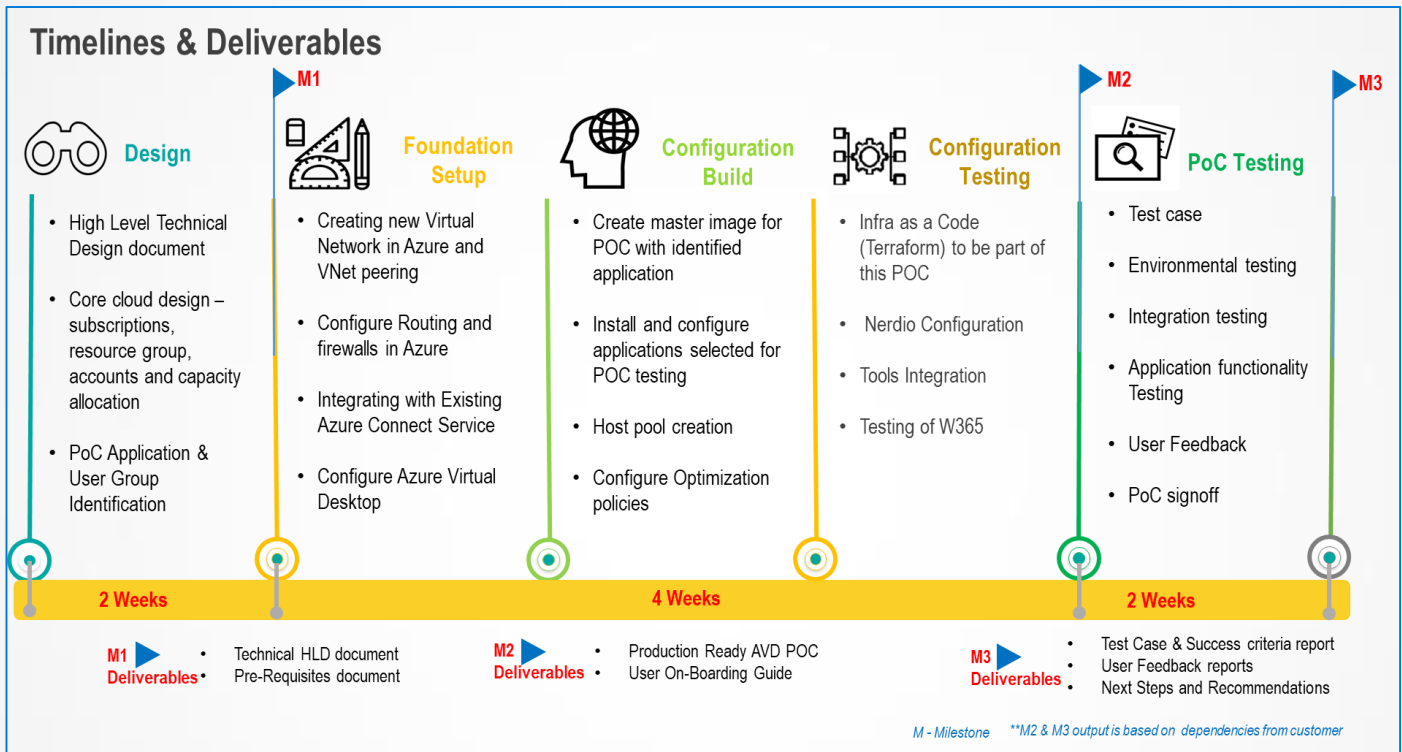 Timelines & Deliverables
M1
M2
M3
Design
• High Level Technical
Design document
• Core cloud design –
subscriptions,
resource group,
accounts and capacity
allocation
• PoC Application &
User Group
Identification
Foundation
Setup
• Creating new Virtual
Network in Azure and
VNet peering
• Configure Routing and
firewalls in Azure
• Integrating with Existing
Azure Connect Service
• Configure Azure Virtual
Desktop
Configuration
Build
• Create master image for
POC with identified
application
• Install and configure
applications selected for
POC testing
• Host pool creation
• Configure Optimization
policies
Configuration
Testing
• Infra as a Code
(Terraform) to be part of
this POC
• Nerdio Configuration
• Tools Integration
• Testing of W365
PoC Testing
• Test case
• Environmental testing
• Integration testing
• Application functionality
Testing
• User Feedback
• PoC signoff
2 Weeks
4 Weeks
2 Weeks
M1
Deliverables
• Technical HLD document
• Pre-Requisites document
M2
Deliverables
• Production Ready AVD POC
• User On-Boarding Guide
M3
Deliverables
• Test Case & Success criteria report
• User Feedback reports
• Next Steps and Recommendations
M - Milestone
**M2 & M3 output is based on dependencies from customer